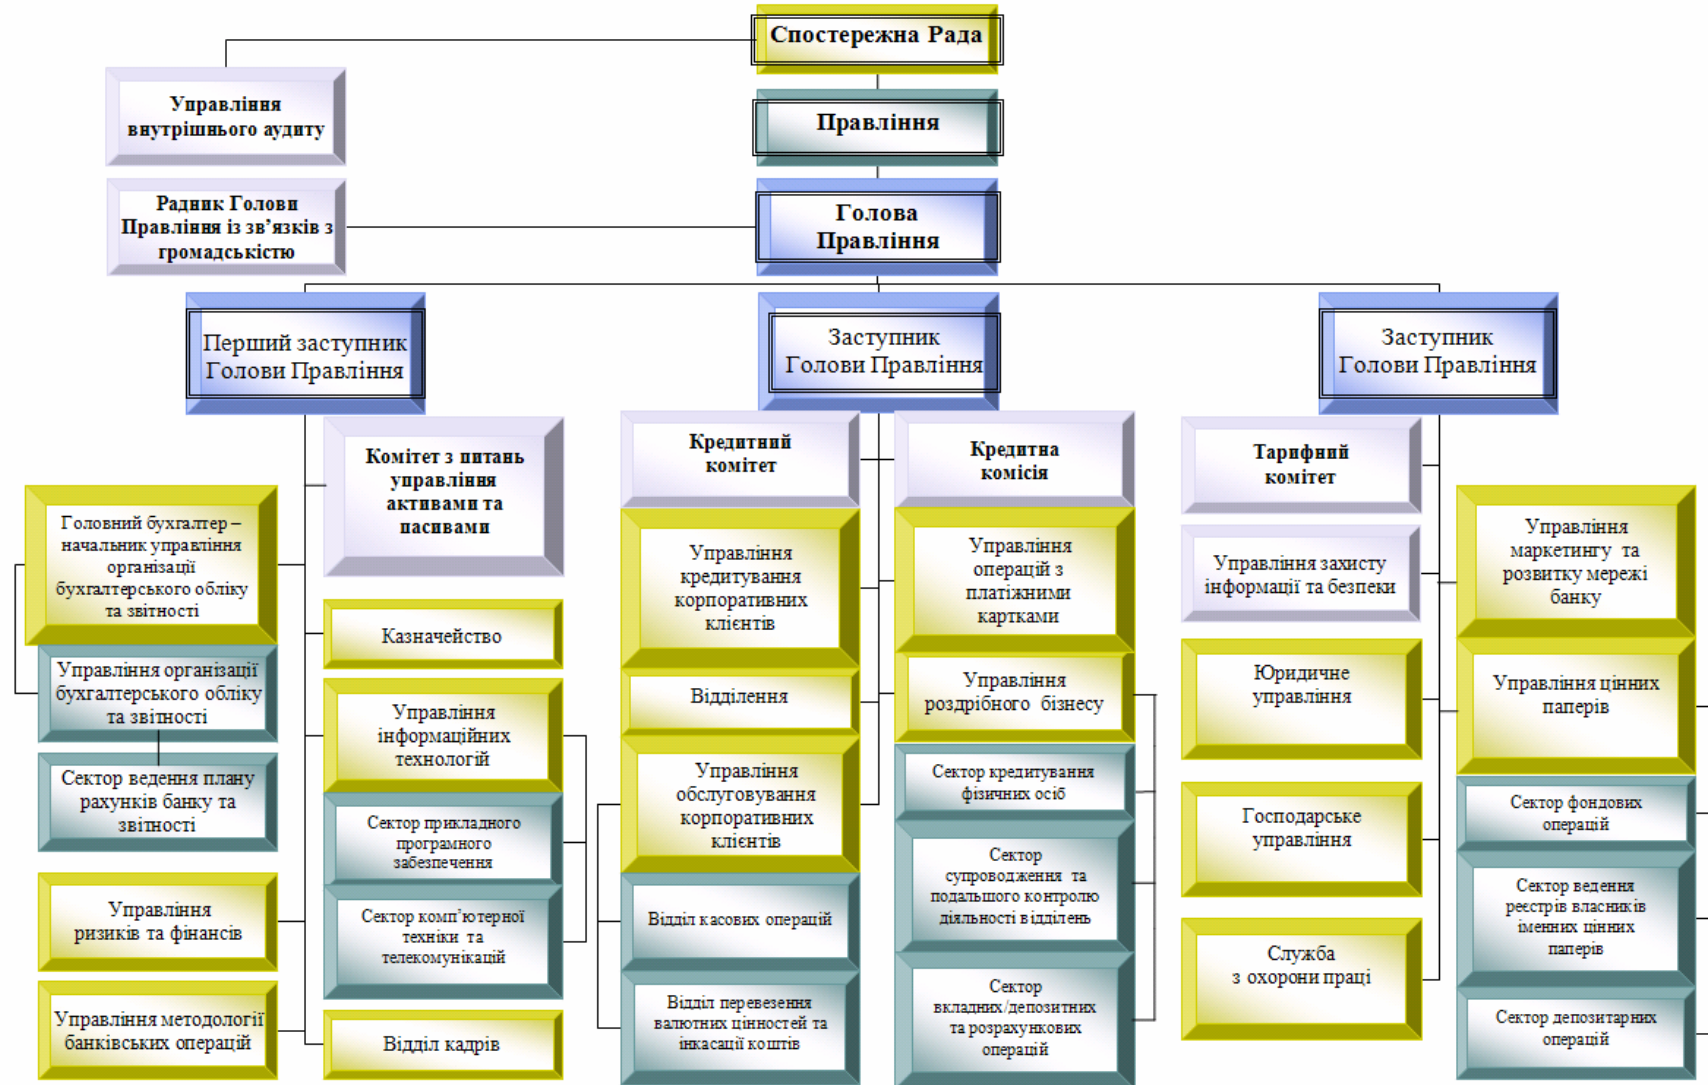 Спостережна Рада
Управління
внутрішнього аудиту
Правління
Радник Голови
Правління із зв’язків з
громадськістю
Голова
Правління
Перший заступник
Голови Правління
Заступник
Голови Правління
Заступник
Голови Правління
Комітет з питань
управління
активами та
пасивами
Головний бухгалтер –
начальник управління
організації
бухгалтерського обліку
та звітності
Казначейство
Управління організації
бухгалтерського обліку
та звітності
Управління
інформаційних
технологій
Сектор ведення плану
рахунків банку та
звітності
Сектор прикладного
програмного
забезпечення
Управління
ризиків та фінансів
Сектор комп’ютерної
техніки та
телекомунікацій
Управління методології
банківських операцій
Відділ кадрів
Кредитний
комітет
Кредитна
комісія
Управління
кредитування
корпоративних
клієнтів
Управління
операцій з
платіжними
картками
Відділення
Управління
роздрібного бізнесу
Управління
обслуговування
корпоративних
клієнтів
Сектор кредитування
фізичних осіб
Відділ касових операцій
Сектор
супроводження та
подальшого контролю
діяльності відділень
Відділ перевезення
валютних цінностей та
інкасації коштів
Сектор
вкладних/депозитних
та розрахункових
операцій
Тарифний
комітет
Управління захисту
інформації та безпеки
Управління
маркетингу та
розвитку мережі
банку
Юридичне
управління
Управління цінних
паперів
Господарське
управління
Сектор фондових
операцій
Служба
з охорони праці
Сектор ведення
реєстрів власників
іменних цінних
паперів
Сектор депозитарних
операцій